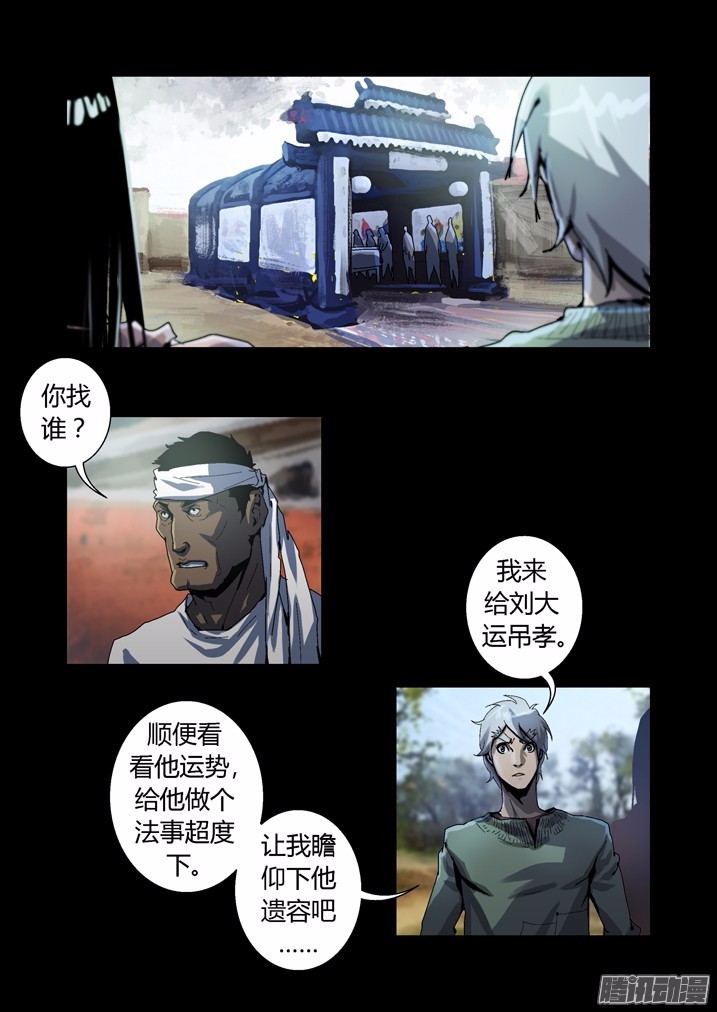 你找
谁？
我来
给刘大
运吊孝。
顺便看
看他运势，
给他做个
法事超度
下。
让我瞻
仰下他
遗容吧
……
腾讯动漫